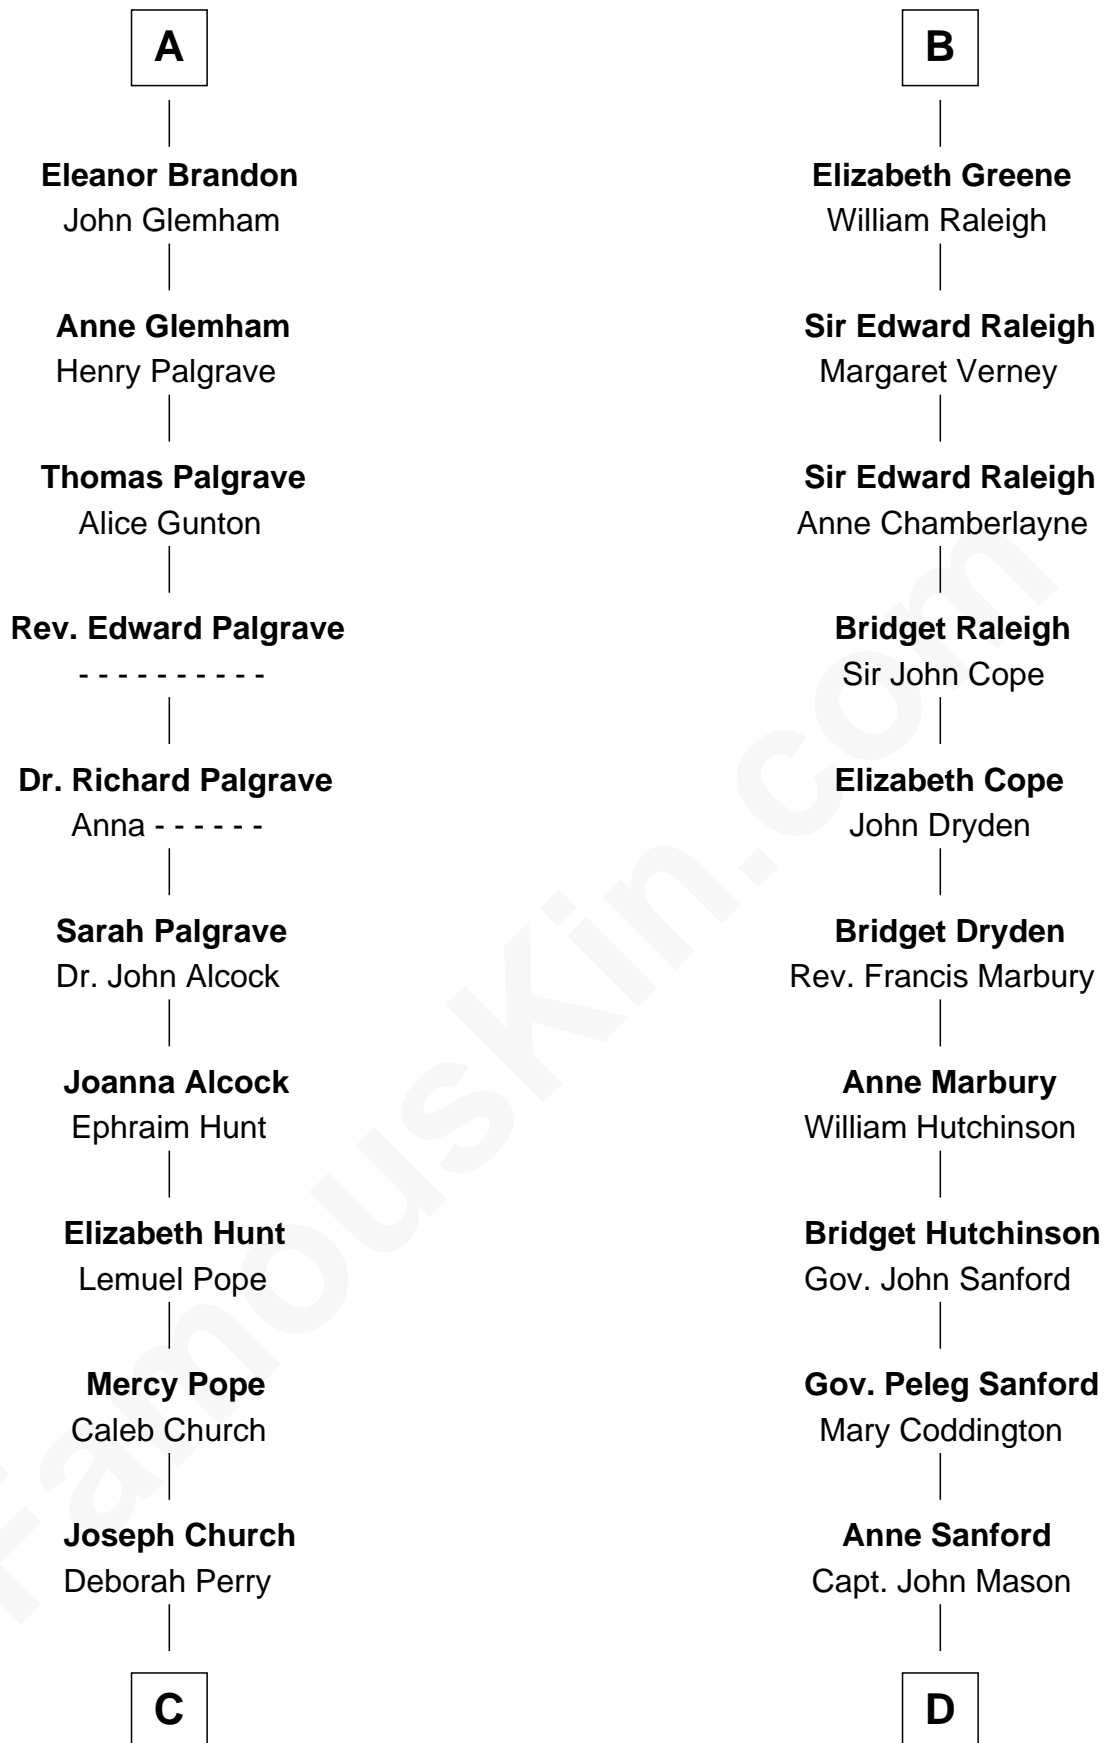 A
Eleanor Brandon
John Glemham
Anne Glemham
Henry Palgrave
Thomas Palgrave
Alice Gunton
Rev. Edward Palgrave
- - - - - - - - - -
Dr. Richard Palgrave
Anna - - - - - -
Sarah Palgrave
Dr. John Alcock
Joanna Alcock
Ephraim Hunt
Elizabeth Hunt
Lemuel Pope
Mercy Pope
Caleb Church
Joseph Church
Deborah Perry
C
B
Elizabeth Greene
William Raleigh
Sir Edward Raleigh
Margaret Verney
Sir Edward Raleigh
Anne Chamberlayne
Bridget Raleigh
Sir John Cope
Elizabeth Cope
John Dryden
Bridget Dryden
Rev. Francis Marbury
Anne Marbury
William Hutchinson
Bridget Hutchinson
Gov. John Sanford
Gov. Peleg Sanford
Mary Coddington
Anne Sanford
Capt. John Mason
D
FamousKin.com